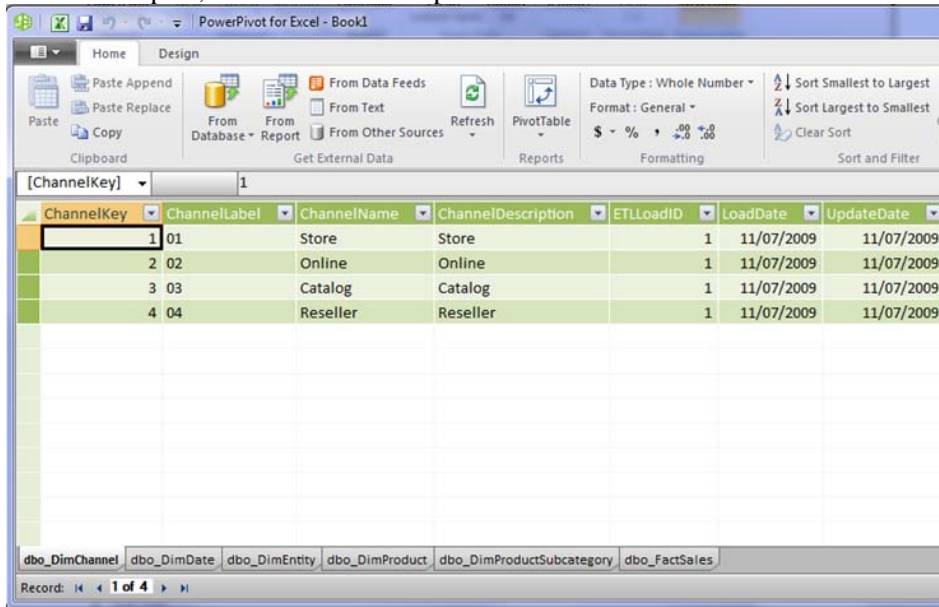 PowerPivot for Excel - Book1
Home Design
Paste Append
Paste Replace
Copy
Paste
Clipboard
From Database
From Report
From Data Feeds
From Text
From Other Sources
Get External Data
Refresh
PivotTable
Reports
Data Type : Whole Number
Format : General
$ % ,
Formatting
Sort Smallest to Largest
Sort Largest to Smallest
Clear Sort
Sort and Filter
[ChannelKey] 1
ChannelKey ChannelLabel ChannelName ChannelDescription ETLLoadID LoadDate UpdateDate
1 01 Store Store 1 11/07/2009 11/07/2009
2 02 Online Online 1 11/07/2009 11/07/2009
3 03 Catalog Catalog 1 11/07/2009 11/07/2009
4 04 Reseller Reseller 1 11/07/2009 11/07/2009
dbo_DimChannel dbo_DimDate dbo_DimEntity dbo_DimProduct dbo_DimProductSubcategory dbo_FactSales
Record: 1 of 4